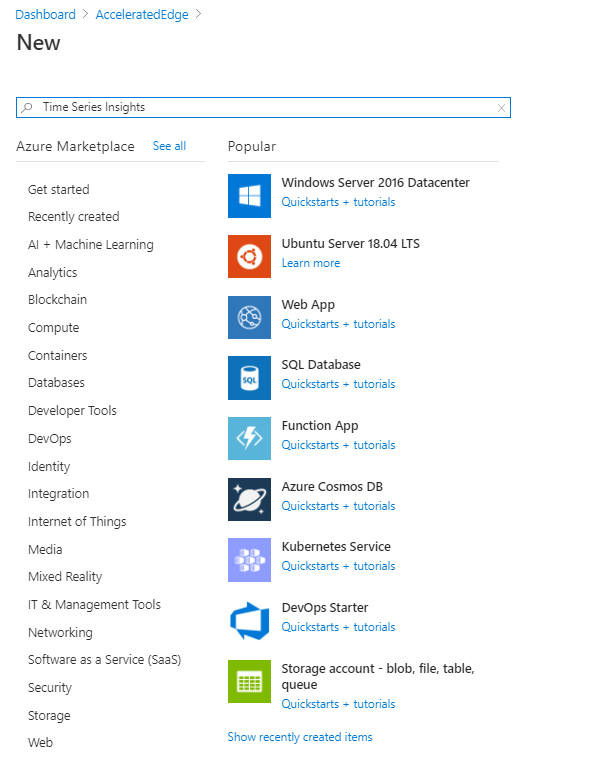 Dashboard > AcceleratedEdge >
New
Time Series Insights
Azure Marketplace See all
Get started
Recently created
AI + Machine Learning
Analytics
Blockchain
Compute
Containers
Databases
Developer Tools
DevOps
Identity
Integration
Internet of Things
Media
Mixed Reality
IT & Management Tools
Networking
Software as a Service (SaaS)
Security
Storage
Web
Popular
Windows Server 2016 Datacenter
Quickstarts + tutorials
Ubuntu Server 18.04 LTS
Learn more
Web App
Quickstarts + tutorials
SQL
SQL Database
Quickstarts + tutorials
Function App
Quickstarts + tutorials
Azure Cosmos DB
Quickstarts + tutorials
Kubernetes Service
Quickstarts + tutorials
DevOps Starter
Quickstarts + tutorials
Storage account - blob, file, table,
queue
Quickstarts + tutorials
Show recently created items